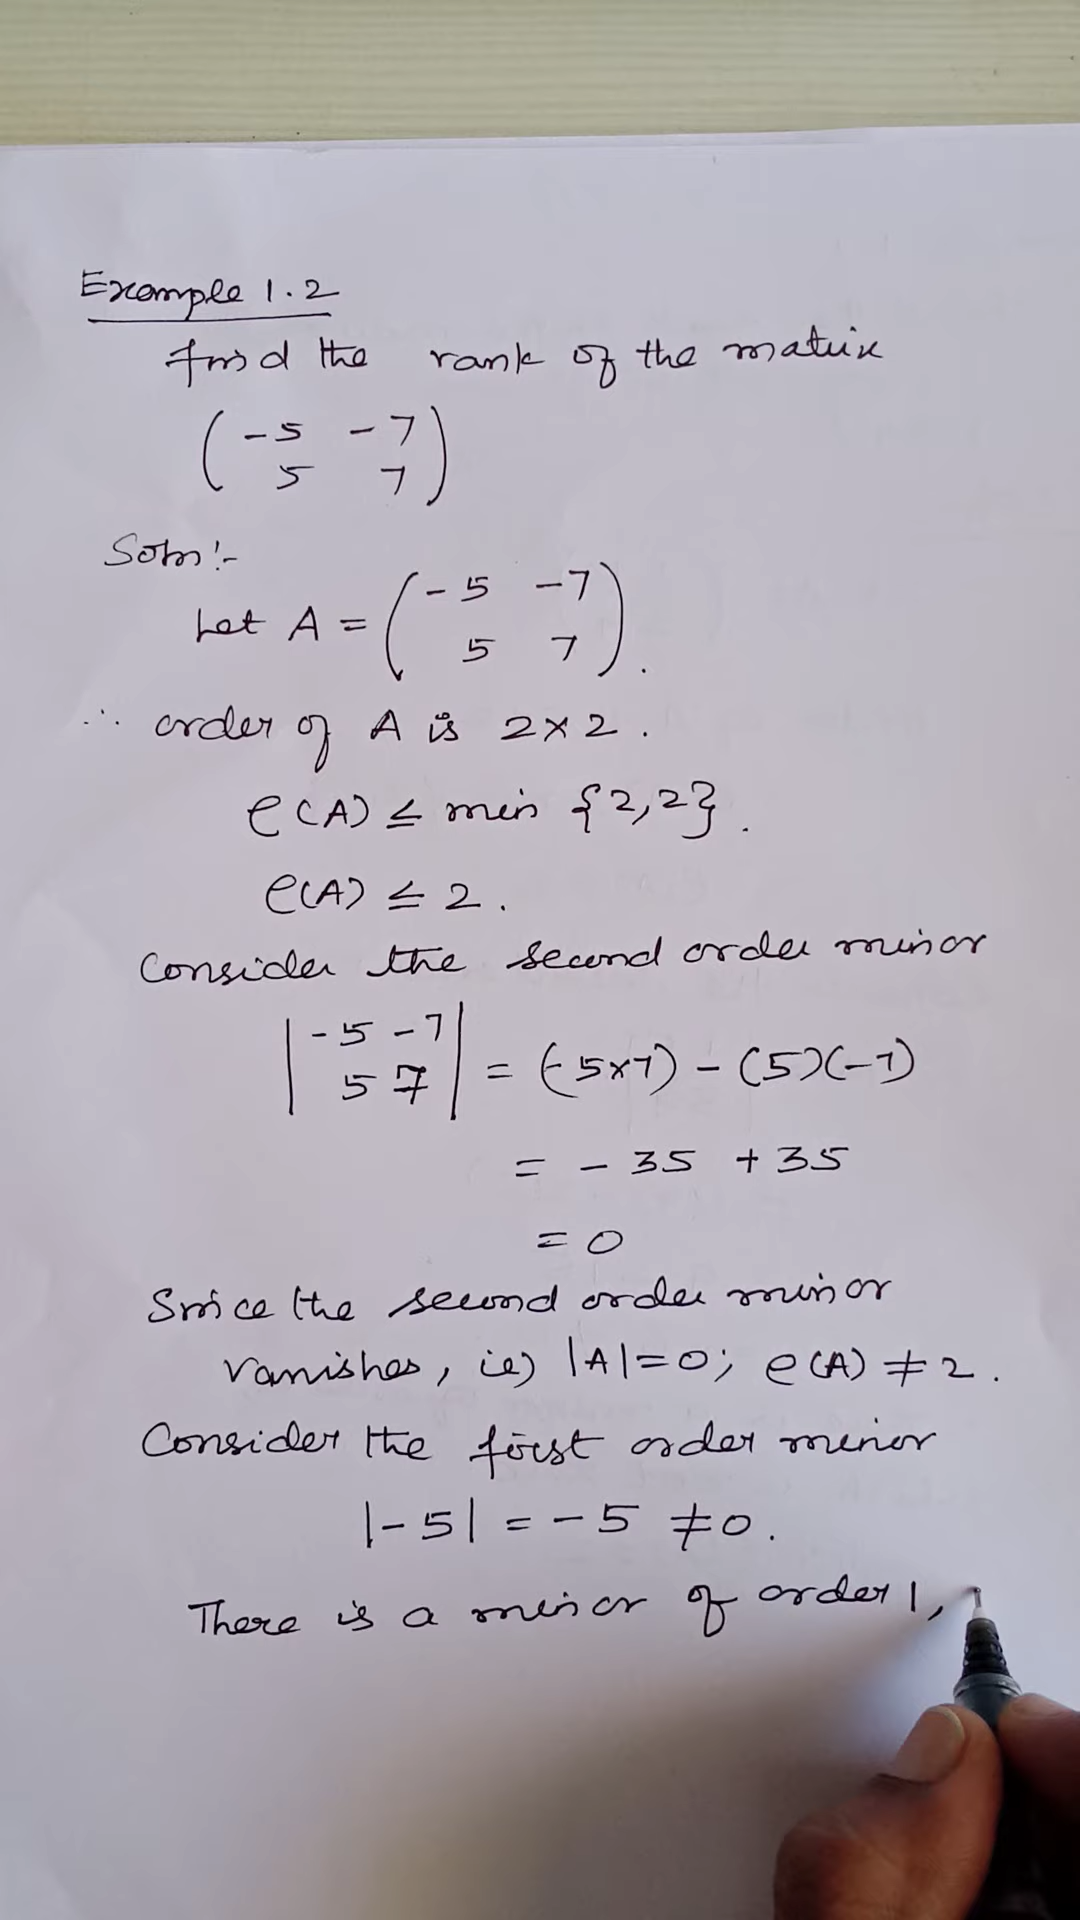 Example 1.2
find the rank of the matrix
(-5 -7
5 7)
Soln:-
Let A = (-5 -7
5 7).
∴ order of A is 2×2.
ρ(A) ≤ min {2,2}.
ρ(A) ≤ 2.
Consider the second order minor
|-5 -7
5 7| = (-5×7) - (5)(-7)
= - 35 + 35
= 0
Since the second order minor
vanishes, ie) |A|=0; ρ(A) ≠ 2.
Consider the first order minor
|-5| = -5 ≠ 0.
There is a minor of order 1,